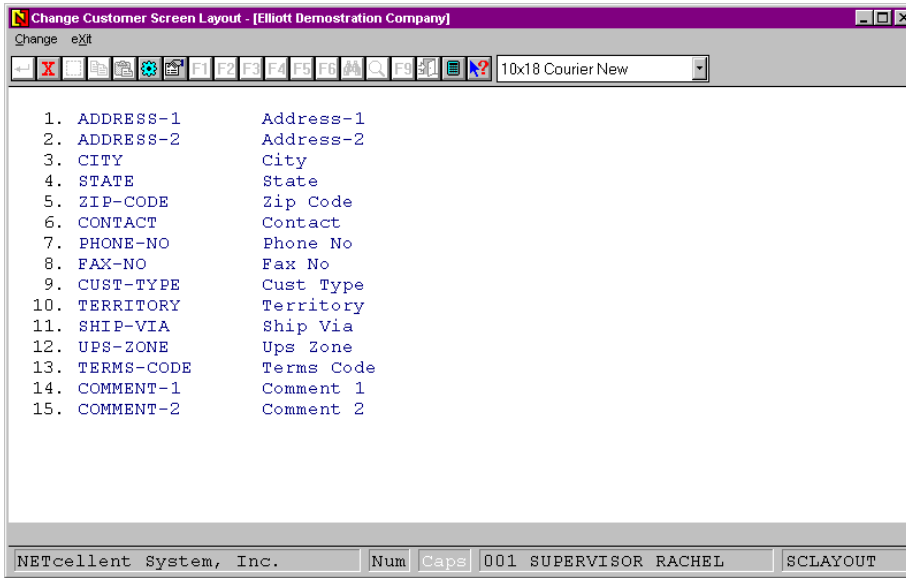 Change Customer Screen Layout - [Elliott Demostration Company]
Change eXit
X F1 F2 F3 F4 F5 F6 F9 ? 10x18 Courier New
1. ADDRESS-1 Address-1
2. ADDRESS-2 Address-2
3. CITY City
4. STATE State
5. ZIP-CODE Zip Code
6. CONTACT Contact
7. PHONE-NO Phone No
8. FAX-NO Fax No
9. CUST-TYPE Cust Type
10. TERRITORY Territory
11. SHIP-VIA Ship Via
12. UPS-ZONE Ups Zone
13. TERMS-CODE Terms Code
14. COMMENT-1 Comment 1
15. COMMENT-2 Comment 2
NETcellent System, Inc. Num Caps 001 SUPERVISOR RACHEL SCLAYOUT